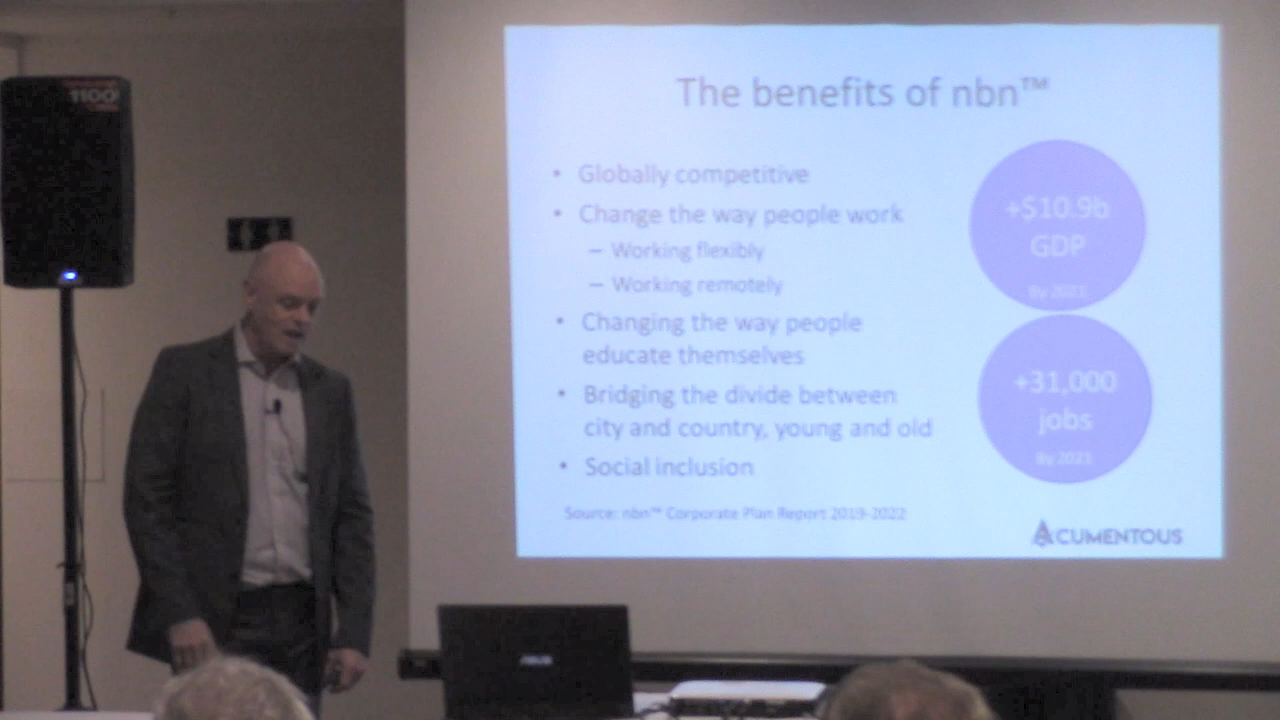 1100
The benefits of nbn™
• Globally competitive
• Change the way people work
– Working flexibly
– Working remotely
• Changing the way people
educate themselves
• Bridging the divide between
city and country, young and old
• Social inclusion
Source: nbn™ Corporate Plan Report 2019-2022
+$10.9b
GDP
By 2021
+31,000
jobs
By 2021
ACUMENTOUS
ASUS